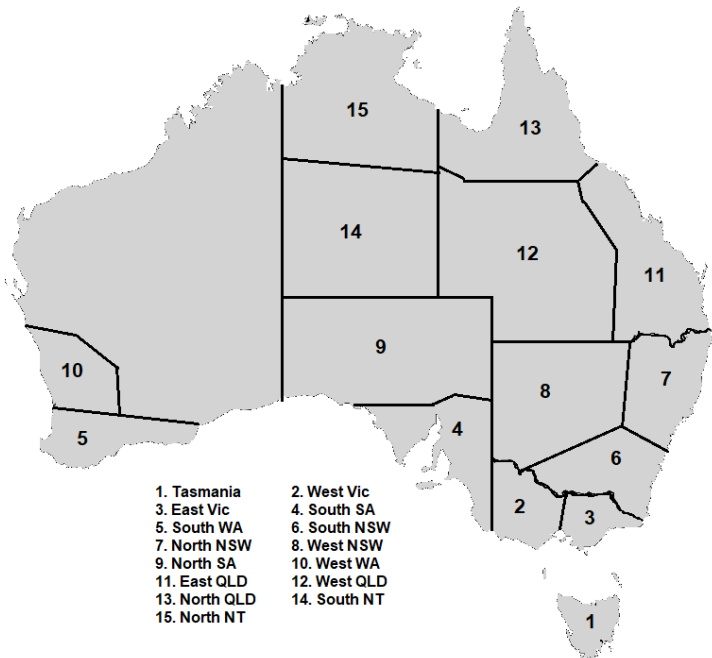 15
13
14
12
11
9
10
7
8
5
4
6
2
3
1. Tasmania 2. West Vic
3. East Vic 4. South SA
5. South WA 6. South NSW
7. North NSW 8. West NSW
9. North SA 10. West WA
11. East QLD 12. West QLD
13. North QLD 14. South NT
15. North NT
1